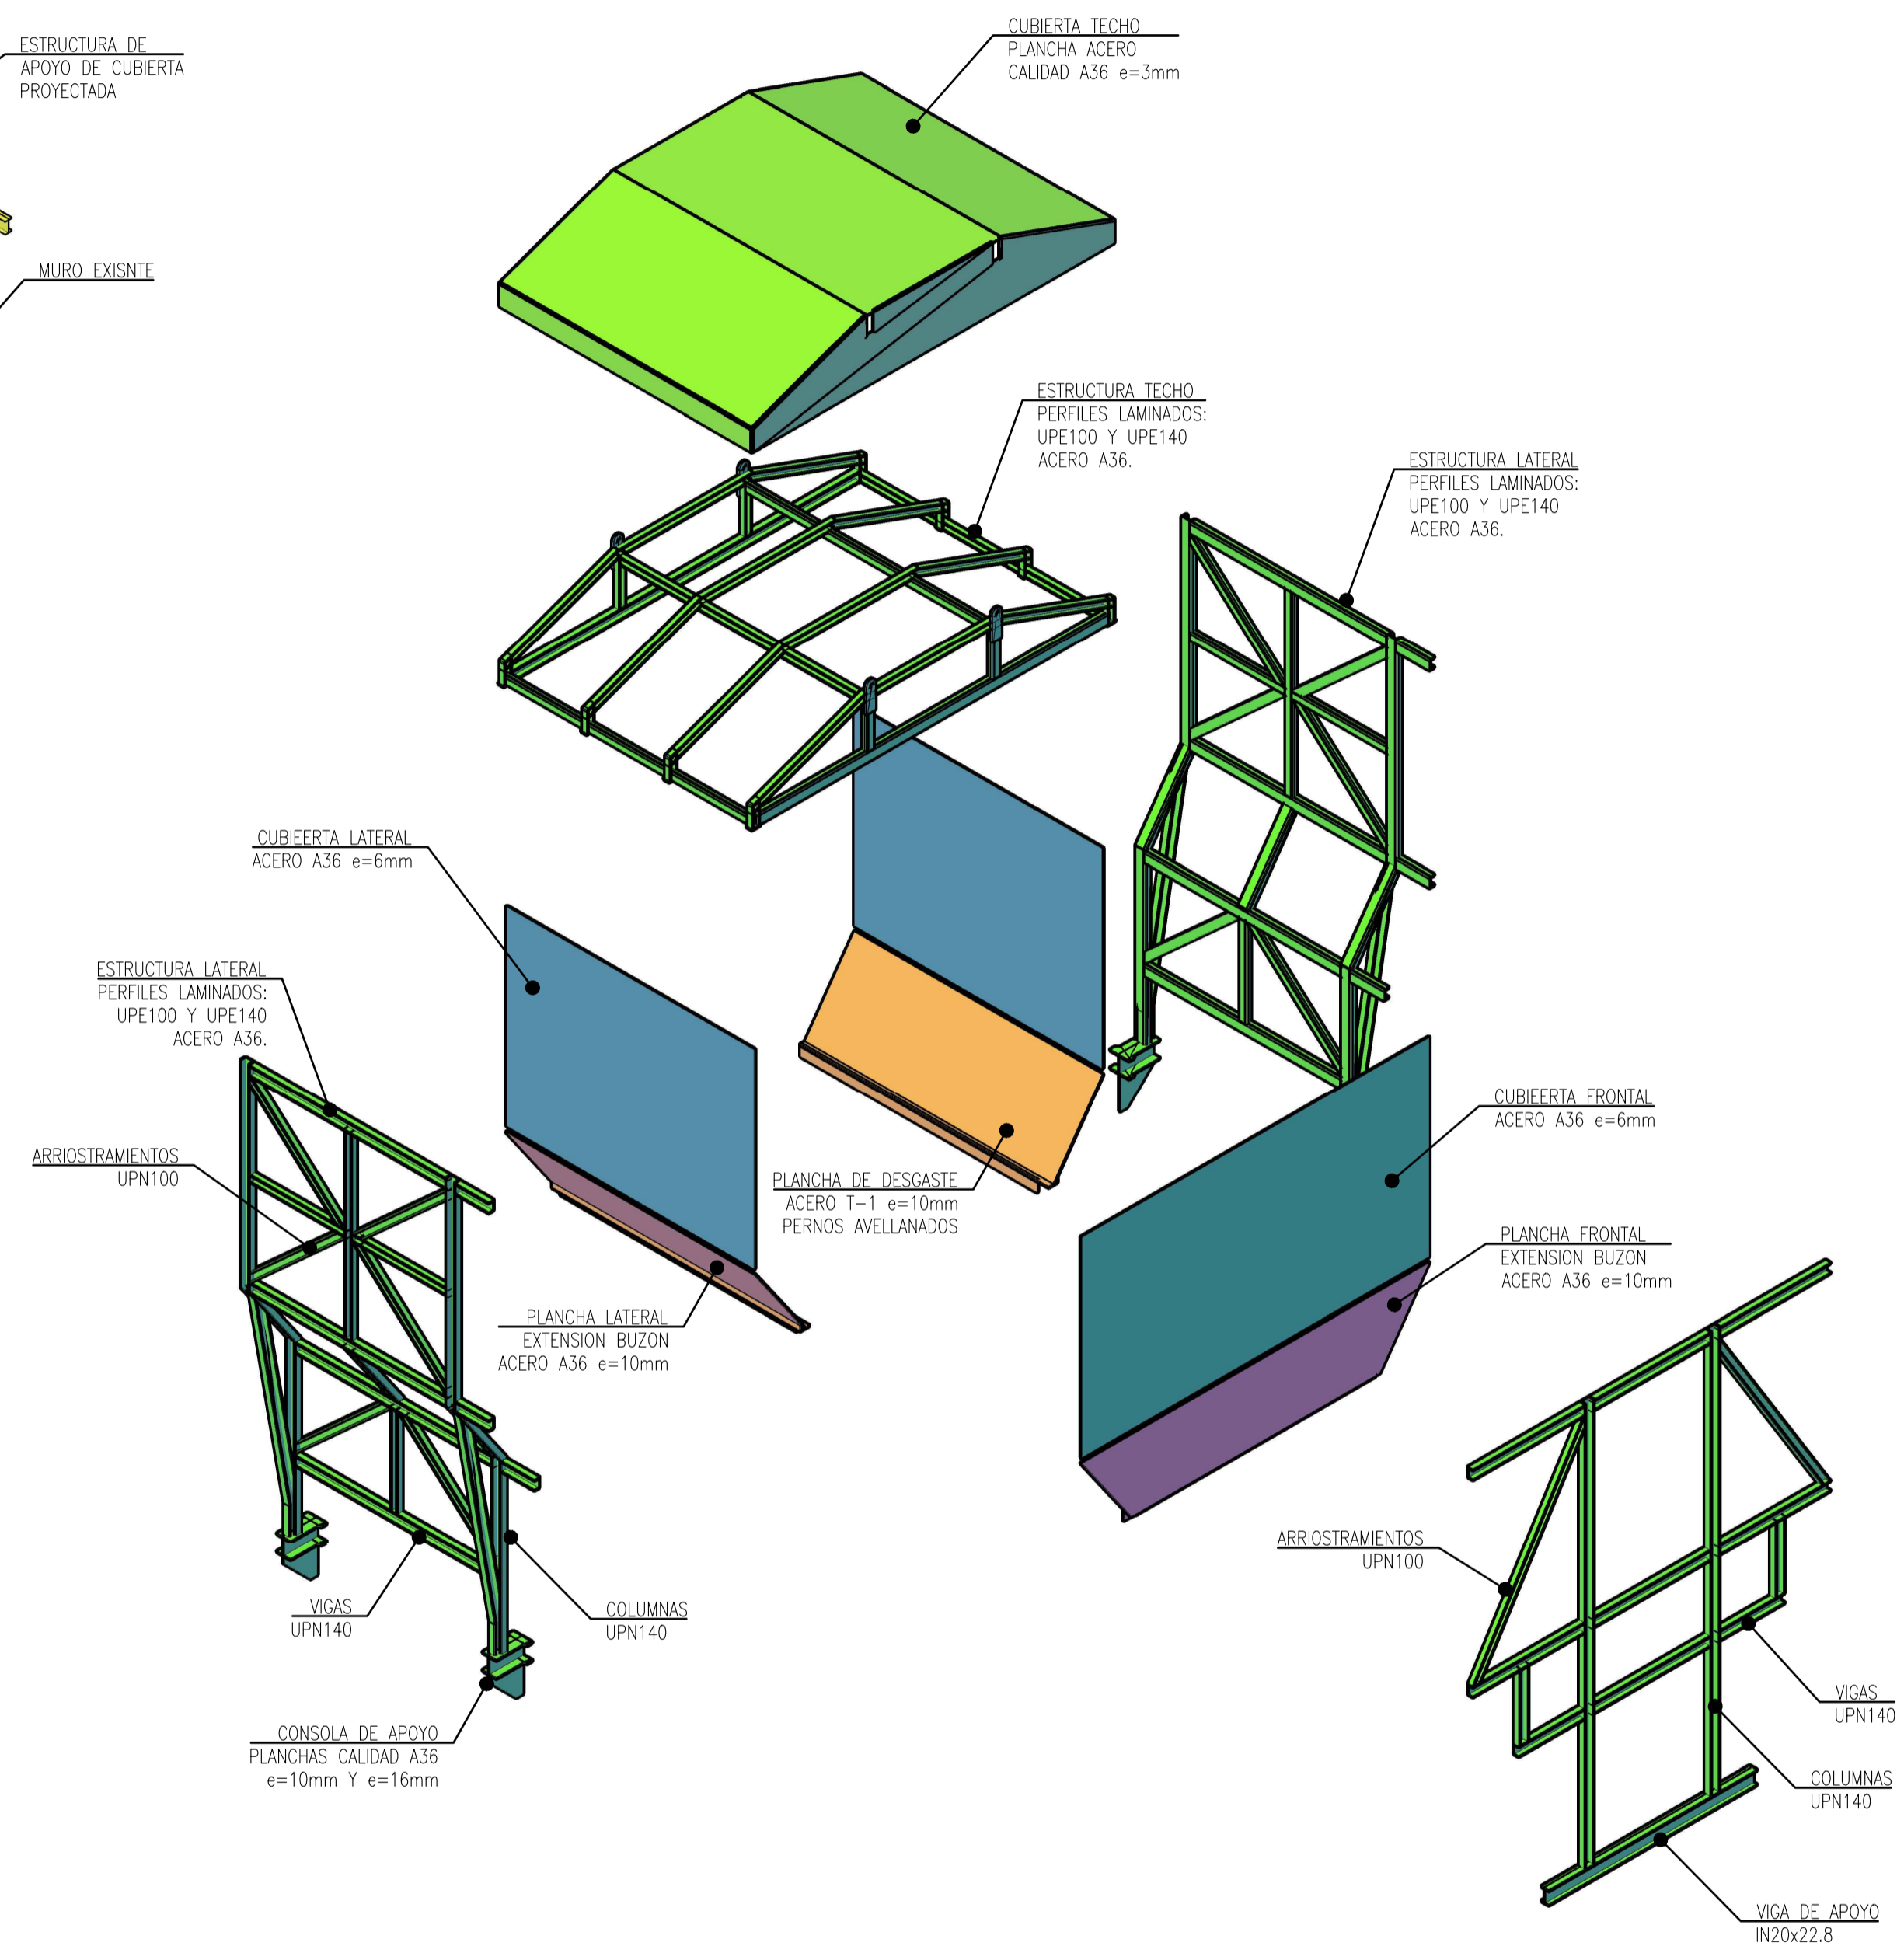 CUBIERTA TECHO
PLANCHA ACERO
CALIDAD A36 e=3mm
ESTRUCTURA DE
APOYO DE CUBIERTA
PROYECTADA
MURO EXISNTE
ESTRUCTURA TECHO
PERFILES LAMINADOS:
UPE100 Y UPE140
ACERO A36.
ESTRUCTURA LATERAL
PERFILES LAMINADOS:
UPE100 Y UPE140
ACERO A36.
CUBIEERTA LATERAL
ACERO A36 e=6mm
ESTRUCTURA LATERAL
PERFILES LAMINADOS:
UPE100 Y UPE140
ACERO A36.
CUBIEERTA FRONTAL
ACERO A36 e=6mm
ARRIOSTRAMIENTOS
UPN100
PLANCHA DE DESGASTE
ACERO T-1 e=10mm
PERNOS AVELLANADOS
PLANCHA FRONTAL
EXTENSION BUZON
ACERO A36 e=10mm
PLANCHA LATERAL
EXTENSION BUZON
ACERO A36 e=10mm
ARRIOSTRAMIENTOS
UPN100
VIGAS
UPN140
COLUMNAS
UPN140
VIGAS
UPN140
CONSOLA DE APOYO
PLANCHAS CALIDAD A36
e=10mm Y e=16mm
COLUMNAS
UPN140
VIGA DE APOYO
IN20x22.8